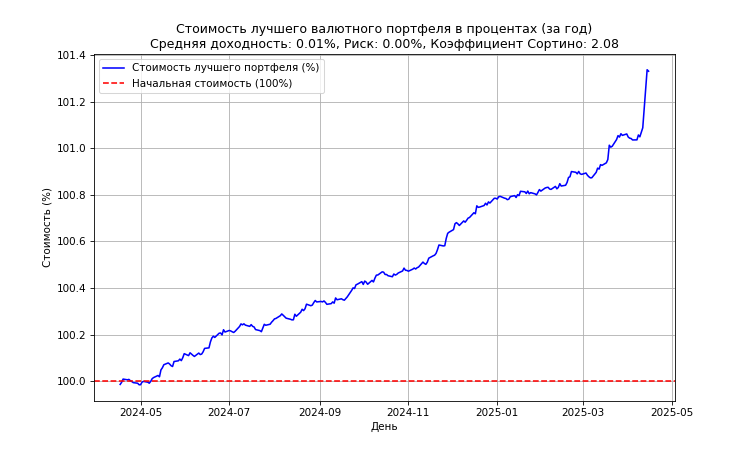 Стоимость лучшего валютного портфеля в процентах (за год)
Средняя доходность: 0.01%, Риск: 0.00%, Коэффициент Сортино: 2.08
Стоимость лучшего портфеля (%)
Начальная стоимость (100%)
Стоимость (%)
101.4
101.2
101.0
100.8
100.6
100.4
100.2
100.0
2024-05
2024-07
2024-09
2024-11
2025-01
2025-03
2025-05
День